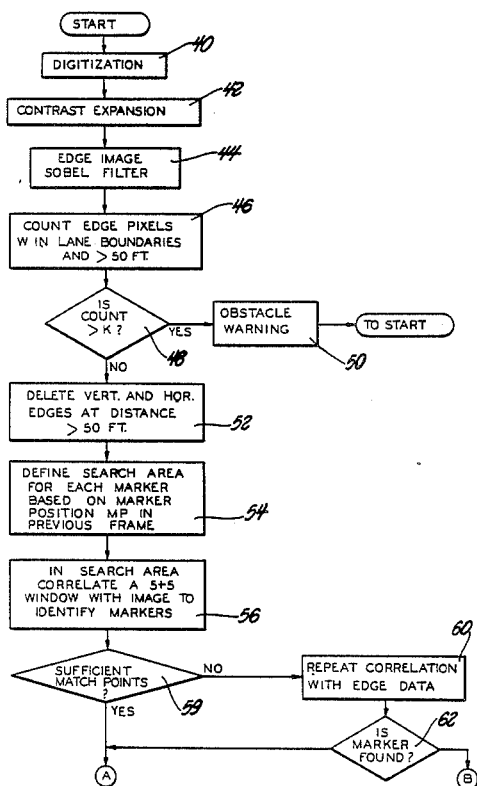 START
40
DIGITIZATION
42
CONTRAST EXPANSION
44
EDGE IMAGE
SOBEL FILTER
46
COUNT EDGE PIXELS
W IN LANE BOUNDARIES
AND > 50 FT.
IS
COUNT
> K ?
48
YES
NO
OBSTACLE
WARNING
50
TO START
DELETE VERT. AND HOR.
EDGES AT DISTANCE
> 50 FT.
52
DEFINE SEARCH AREA
FOR EACH MARKER
BASED ON MARKER
POSITION MP IN
PREVIOUS FRAME
54
IN SEARCH AREA
CORRELATE A 5+5
WINDOW WITH IMAGE TO
IDENTIFY MARKERS
56
SUFFICIENT
MATCH POINTS
?
59
NO
YES
60
REPEAT CORRELATION
WITH EDGE DATA
62
IS
MARKER
FOUND?
A
B